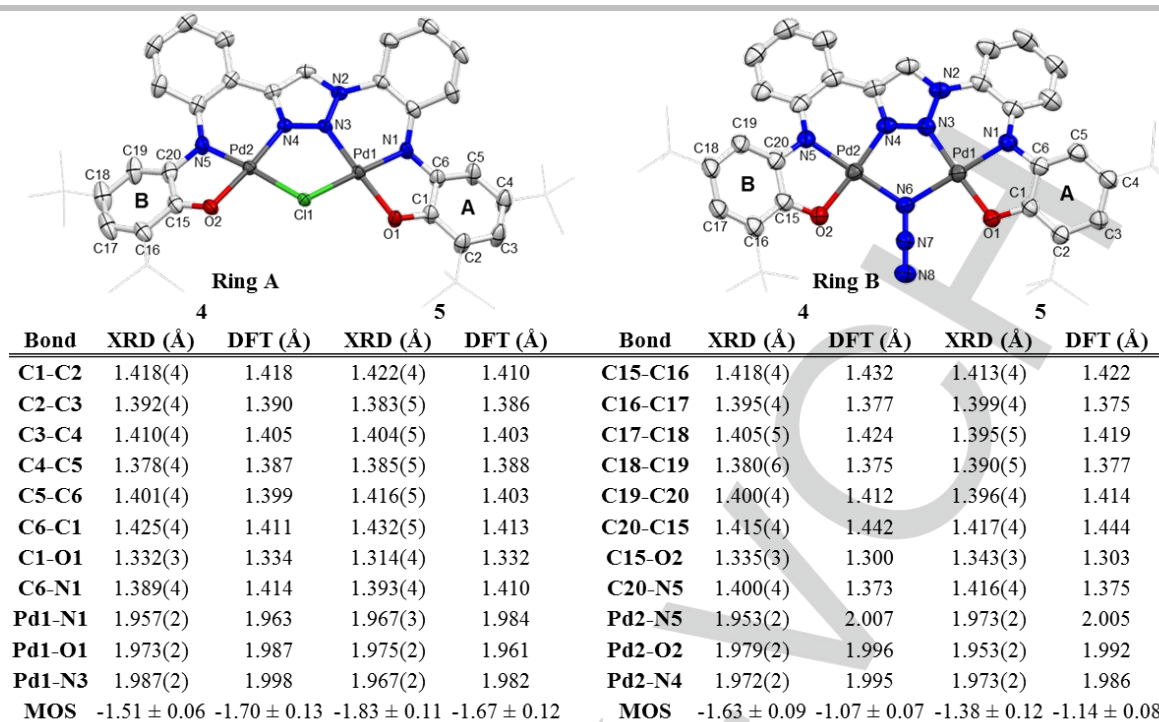 N2 N3 N4 N1 N5 Pd2 Pd1 C19 C20 C18 B C15 O2 C17 C16 Cl1 C6 C5 C4 A C1 O1 C3 C2
N2 N3 N4 N1 N5 Pd2 Pd1 C19 C20 C18 B C15 O2 C17 C16 N6 N7 N8 C6 C5 C4 A C1 O1 C3 C2
Ring A Ring B
4 5 4 5
Bond XRD (Å) DFT (Å) XRD (Å) DFT (Å) Bond XRD (Å) DFT (Å) XRD (Å) DFT (Å)
C1-C2 1.418(4) 1.418 1.422(4) 1.410 C15-C16 1.418(4) 1.432 1.413(4) 1.422
C2-C3 1.392(4) 1.390 1.383(5) 1.386 C16-C17 1.395(4) 1.377 1.399(4) 1.375
C3-C4 1.410(4) 1.405 1.404(5) 1.403 C17-C18 1.405(5) 1.424 1.395(5) 1.419
C4-C5 1.378(4) 1.387 1.385(5) 1.388 C18-C19 1.380(6) 1.375 1.390(5) 1.377
C5-C6 1.401(4) 1.399 1.416(5) 1.403 C19-C20 1.400(4) 1.412 1.396(4) 1.414
C6-C1 1.425(4) 1.411 1.432(5) 1.413 C20-C15 1.415(4) 1.442 1.417(4) 1.444
C1-O1 1.332(3) 1.334 1.314(4) 1.332 C15-O2 1.335(3) 1.300 1.343(3) 1.303
C6-N1 1.389(4) 1.414 1.393(4) 1.410 C20-N5 1.400(4) 1.373 1.416(4) 1.375
Pd1-N1 1.957(2) 1.963 1.967(3) 1.984 Pd2-N5 1.953(2) 2.007 1.973(2) 2.005
Pd1-O1 1.973(2) 1.987 1.975(2) 1.961 Pd2-O2 1.979(2) 1.996 1.953(2) 1.992
Pd1-N3 1.987(2) 1.998 1.967(2) 1.982 Pd2-N4 1.972(2) 1.995 1.973(2) 1.986
MOS -1.51 ± 0.06 -1.70 ± 0.13 -1.83 ± 0.11 -1.67 ± 0.12 MOS -1.63 ± 0.09 -1.07 ± 0.07 -1.38 ± 0.12 -1.14 ± 0.08